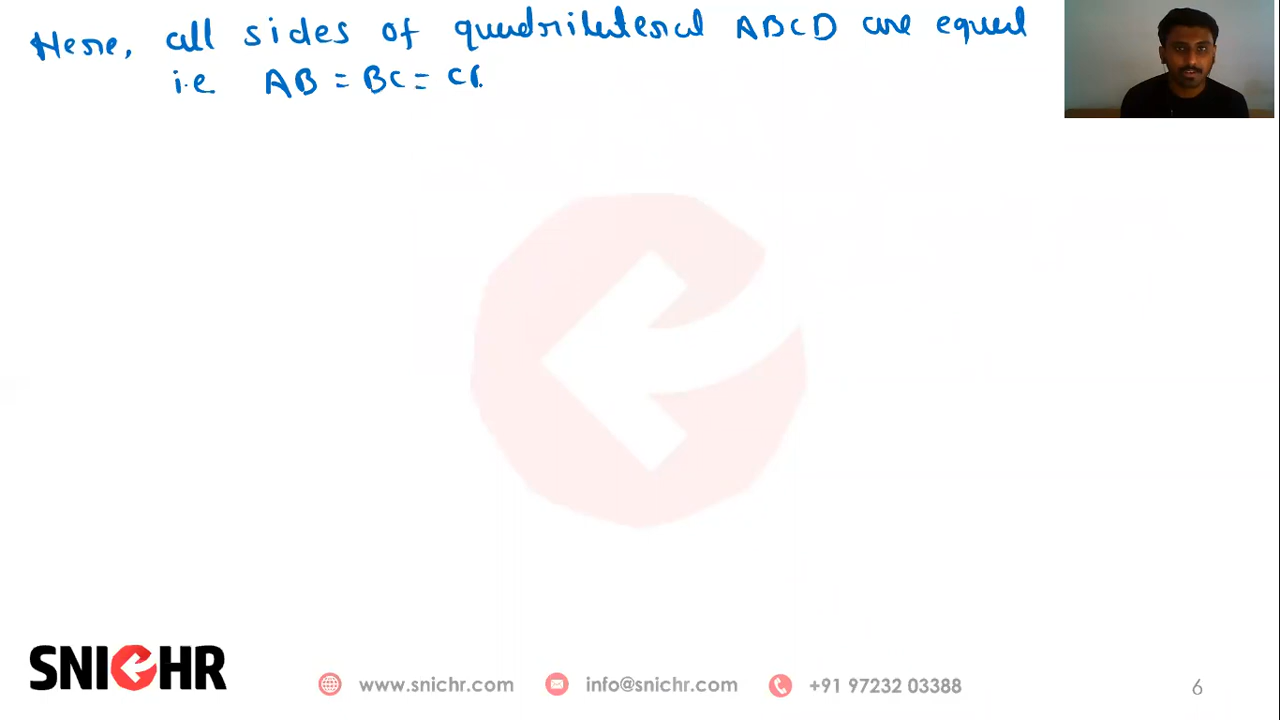 Here, all sides of quadrilateral ABCD are equal
i.e AB = BC = CD
SNICHR
www.snichr.com
info@snichr.com
+91 97232 03388
6